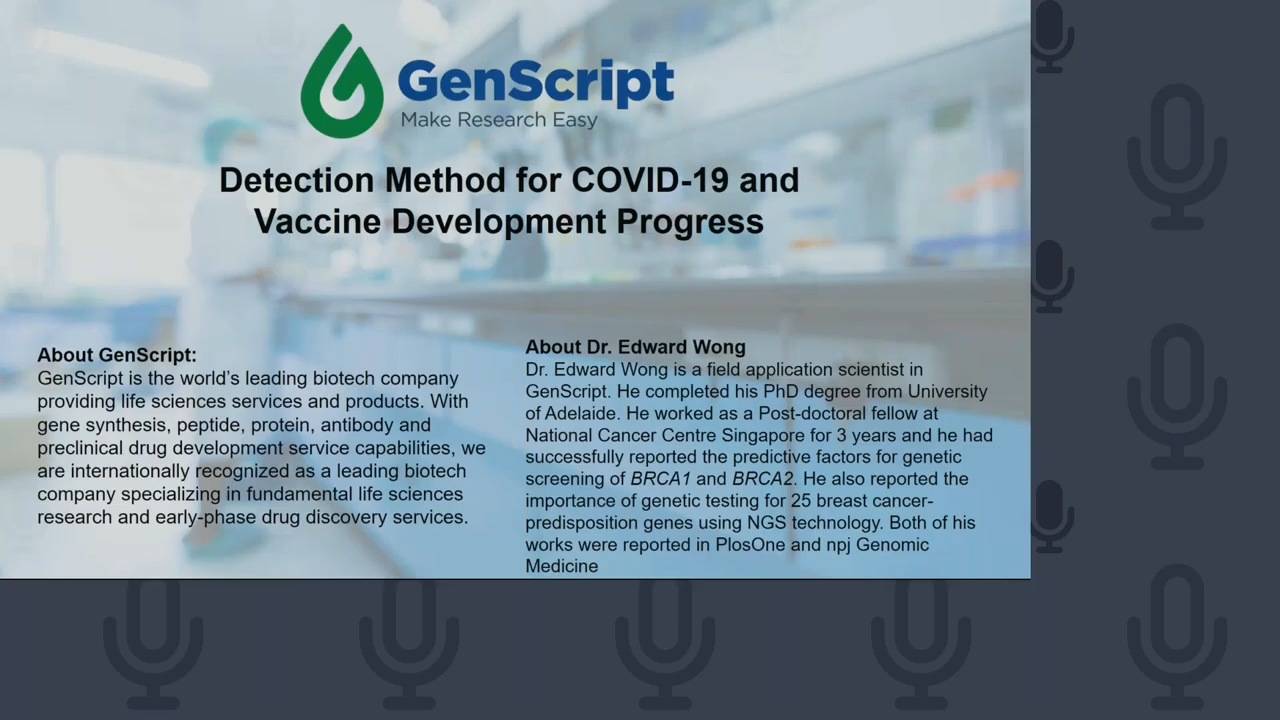 GenScript
Make Research Easy
Detection Method for COVID-19 and
Vaccine Development Progress
About GenScript:
GenScript is the world’s leading biotech company
providing life sciences services and products. With
gene synthesis, peptide, protein, antibody and
preclinical drug development service capabilities, we
are internationally recognized as a leading biotech
company specializing in fundamental life sciences
research and early-phase drug discovery services.
About Dr. Edward Wong
Dr. Edward Wong is a field application scientist in
GenScript. He completed his PhD degree from University
of Adelaide. He worked as a Post-doctoral fellow at
National Cancer Centre Singapore for 3 years and he had
successfully reported the predictive factors for genetic
screening of BRCA1 and BRCA2. He also reported the
importance of genetic testing for 25 breast cancer-
predisposition genes using NGS technology. Both of his
works were reported in PlosOne and npj Genomic
Medicine